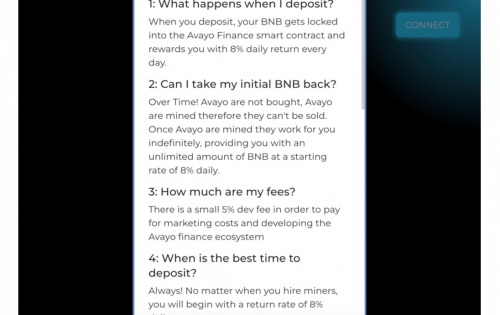 1: What happens when I deposit?
CONNECT
When you deposit, your BNB gets locked
into the Avayo Finance smart contract and
rewards you with 8% daily return every
day.
2: Can I take my initial BNB back?
Over Time! Avayo are not bought, Avayo
are mined therefore they can't be sold.
Once Avayo are mined they work for you
indefinitely, providing you with an
unlimited amount of BNB at a starting
rate of 8% daily.
3: How much are my fees?
There is a small 5% dev fee in order to pay
for marketing costs and developing the
Avayo finance ecosystem
4: When is the best time to
deposit?
Always! No matter when you hire miners,
you will begin with a return rate of 8%